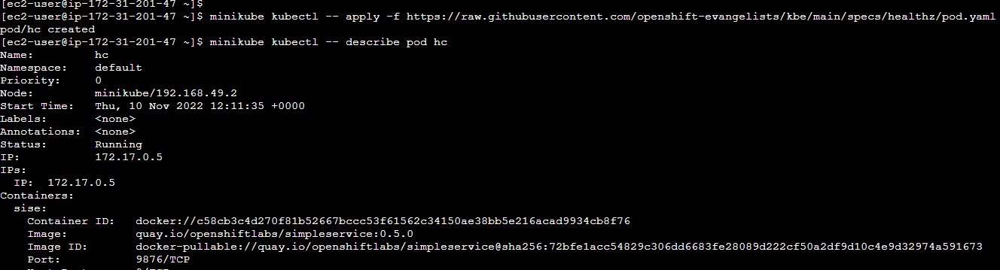 [ec2-user@ip-172-31-201-47 ~]$
[ec2-user@ip-172-31-201-47 ~]$ minikube kubectl -- apply -f https://raw.githubusercontent.com/openshift-evangelists/kbe/main/specs/healthz/pod.yaml
pod/hc created
[ec2-user@ip-172-31-201-47 ~]$ minikube kubectl -- describe pod hc
Name:         hc
Namespace:    default
Priority:     0
Node:         minikube/192.168.49.2
Start Time:   Thu, 10 Nov 2022 12:11:35 +0000
Labels:       <none>
Annotations:  <none>
Status:       Running
IP:           172.17.0.5
IPs:
  IP:  172.17.0.5
Containers:
  sise:
    Container ID:   docker://c58cb3c4d270f81b52667bccc53f61562c34150ae38bb5e216acad9934cb8f76
    Image:          quay.io/openshiftlabs/simpleservice:0.5.0
    Image ID:       docker-pullable://quay.io/openshiftlabs/simpleservice@sha256:72bfe1acc54829c306dd6683fe28089d222cf50a2df9d10c4e9d32974a591673
    Port:           9876/TCP